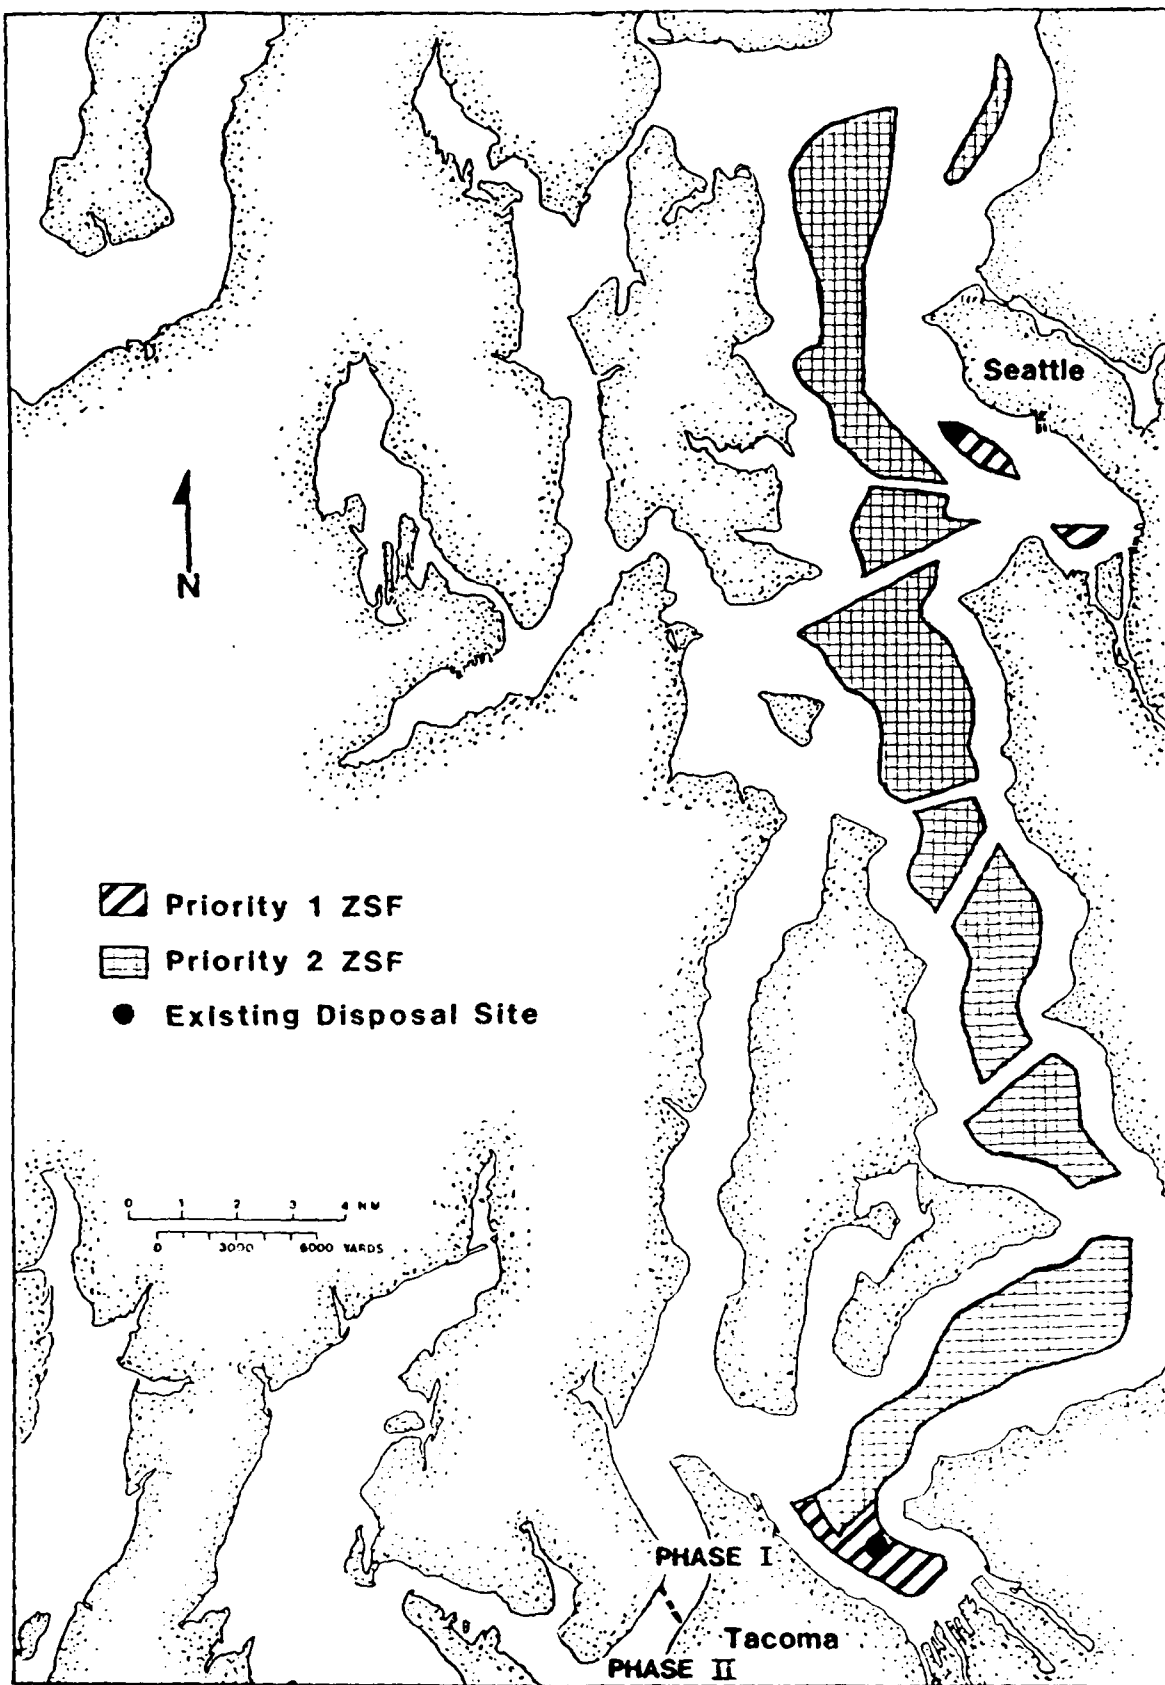 Seattle
N
Priority 1 ZSF
Priority 2 ZSF
Existing Disposal Site
0 1 2 3 4 NM
0 3000 6000 YARDS
PHASE I
Tacoma
PHASE II